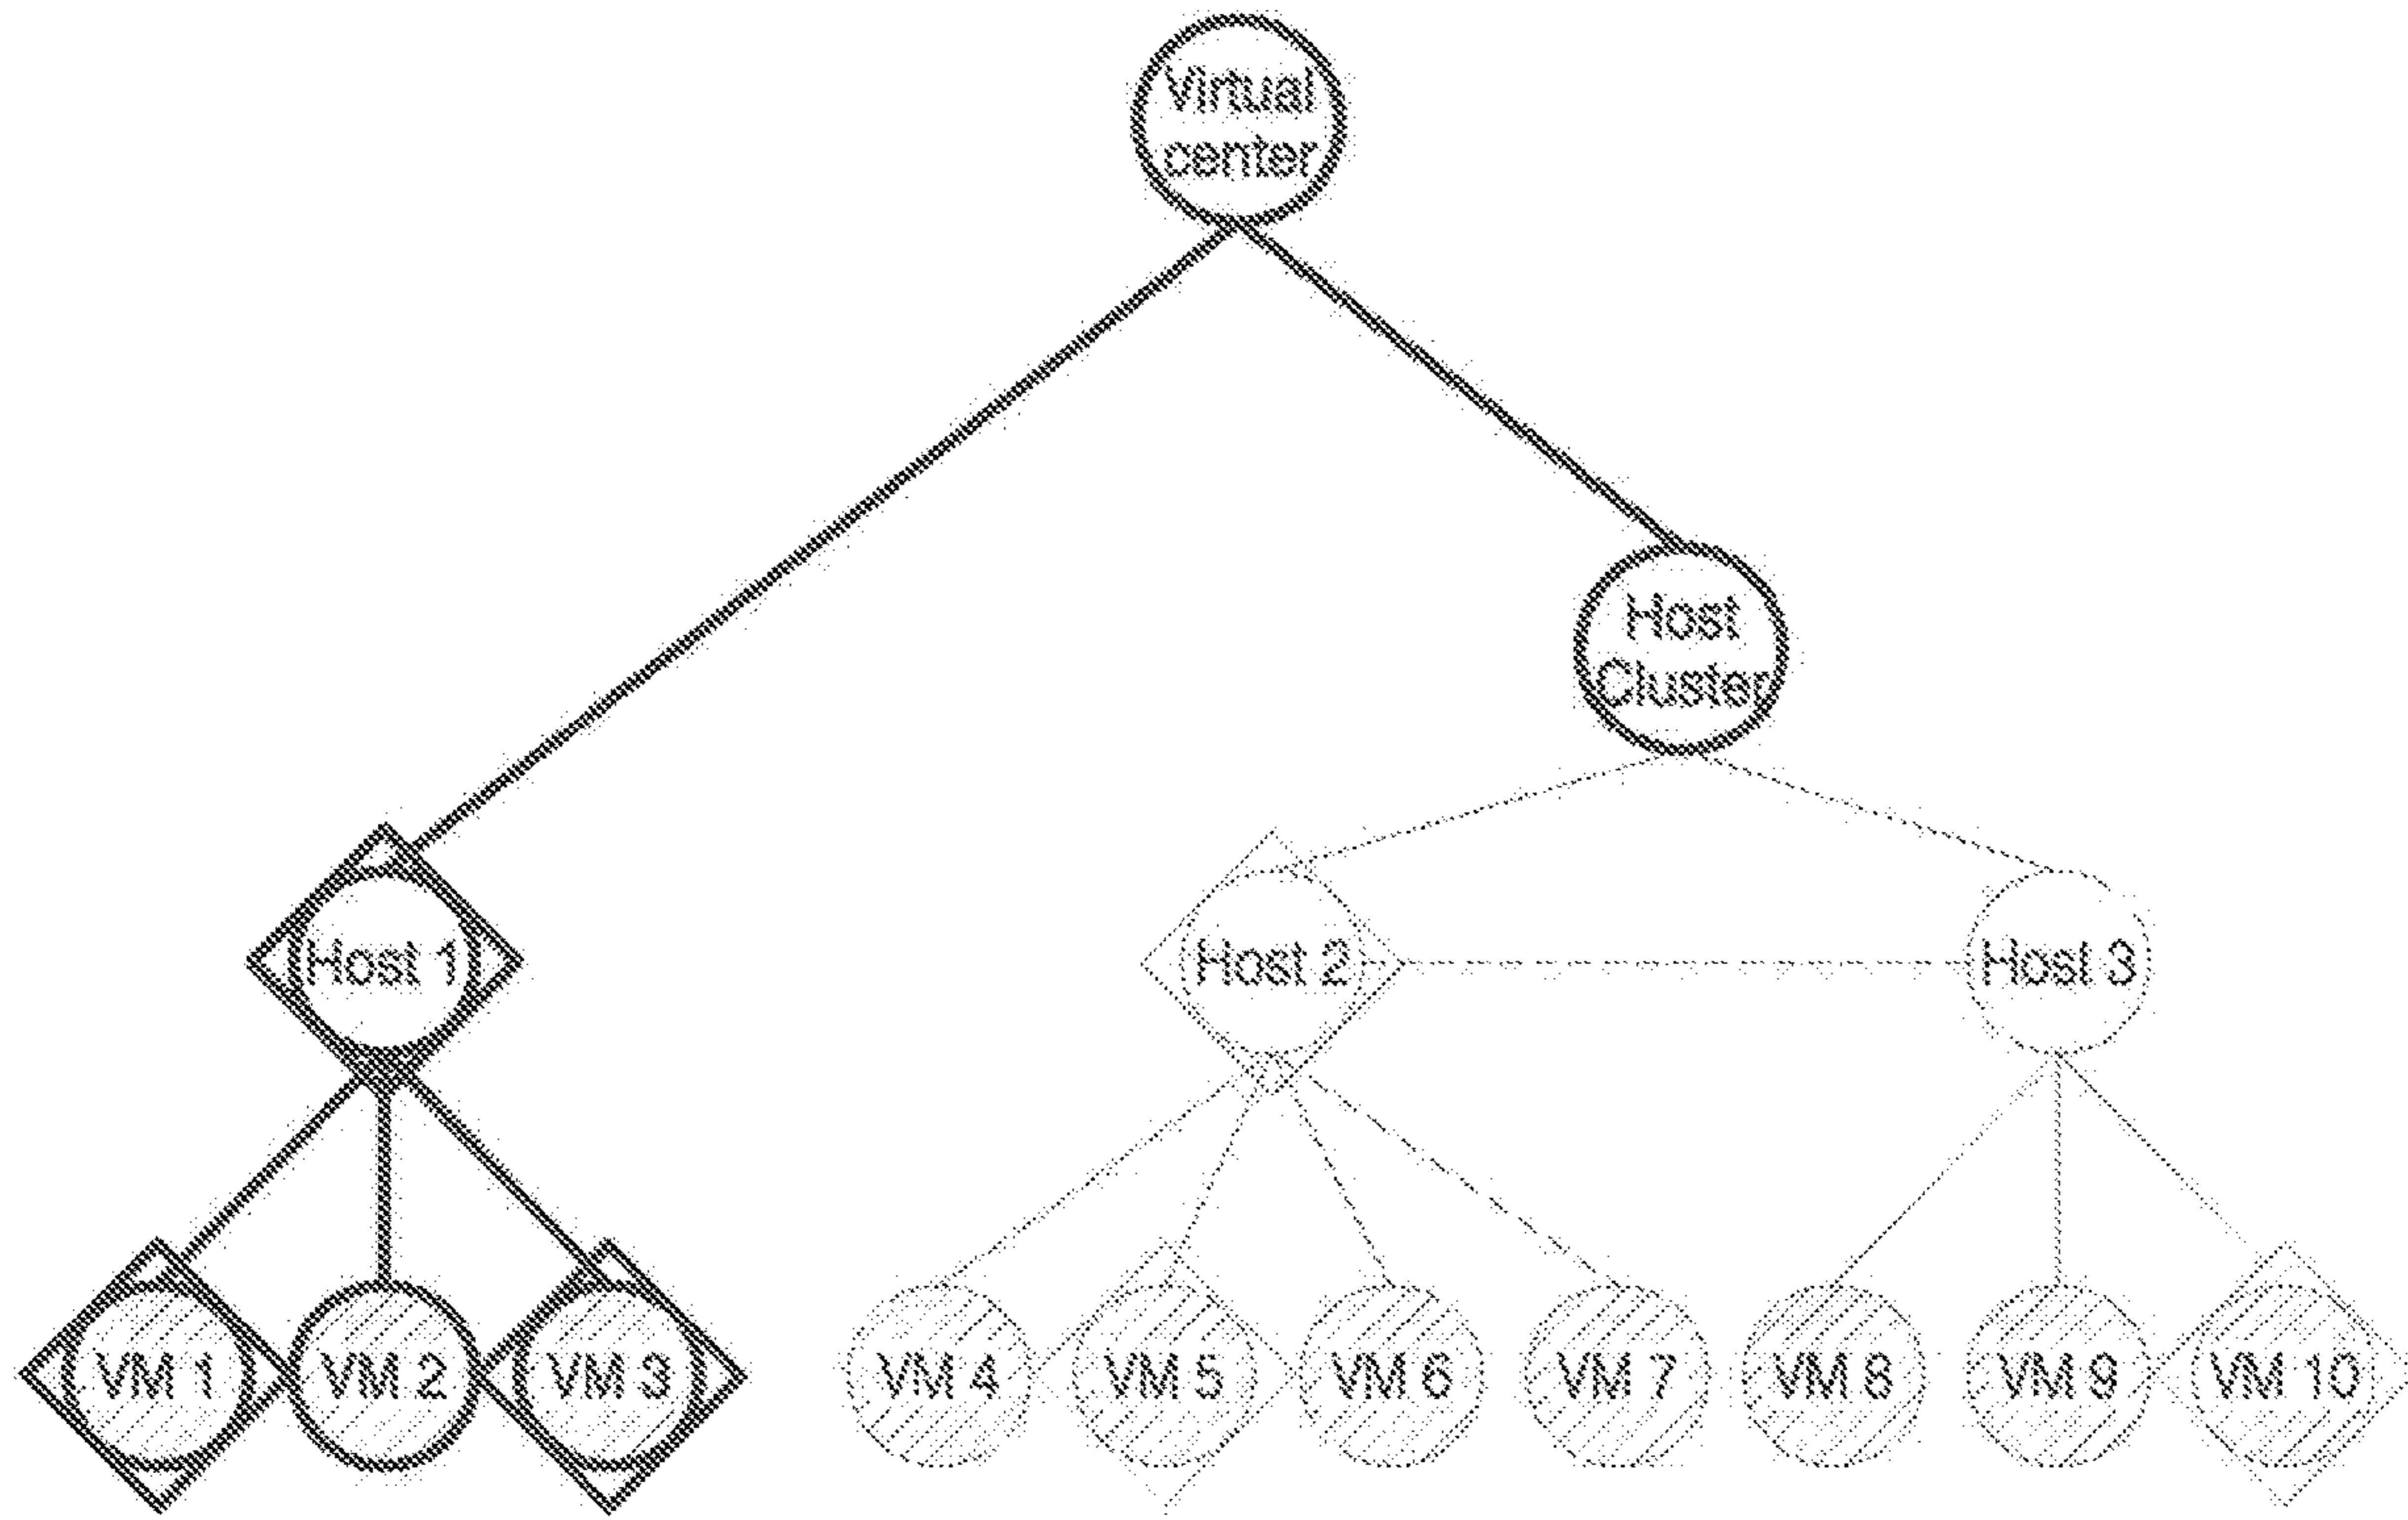 Virtual
center
Host
Cluster
Host 1
Host 2
Host 3
VM 1
VM 2
VM 3
VM 4
VM 5
VM 6
VM 7
VM 8
VM 9
VM 10